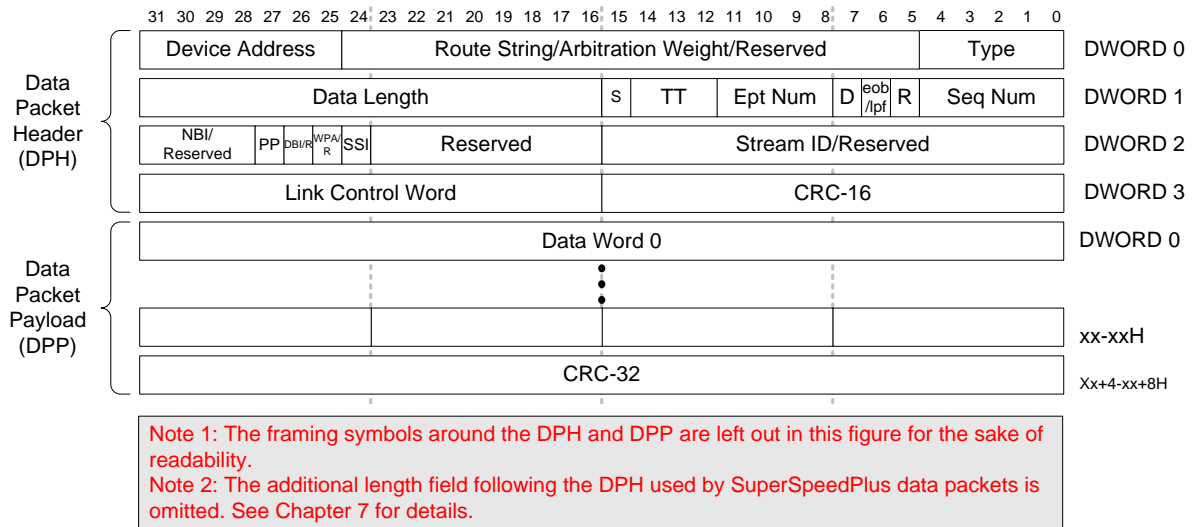 31 30 29 28 27 26 25 24 23 22 21 20 19 18 17 16 15 14 13 12 11 10 9 8 7 6 5 4 3 2 1 0
Data
Packet
Header
(DPH)
Device Address Route String/Arbitration Weight/Reserved Type DWORD 0
Data Length S TT Ept Num D eob/lpf R Seq Num DWORD 1
NBI/Reserved PP DBI/R WPA/R SSI Reserved Stream ID/Reserved DWORD 2
Link Control Word CRC-16 DWORD 3
Data
Packet
Payload
(DPP)
Data Word 0 DWORD 0
xx-xxH
CRC-32 Xx+4-xx+8H
Note 1: The framing symbols around the DPH and DPP are left out in this figure for the sake of
readability.
Note 2: The additional length field following the DPH used by SuperSpeedPlus data packets is
omitted. See Chapter 7 for details.